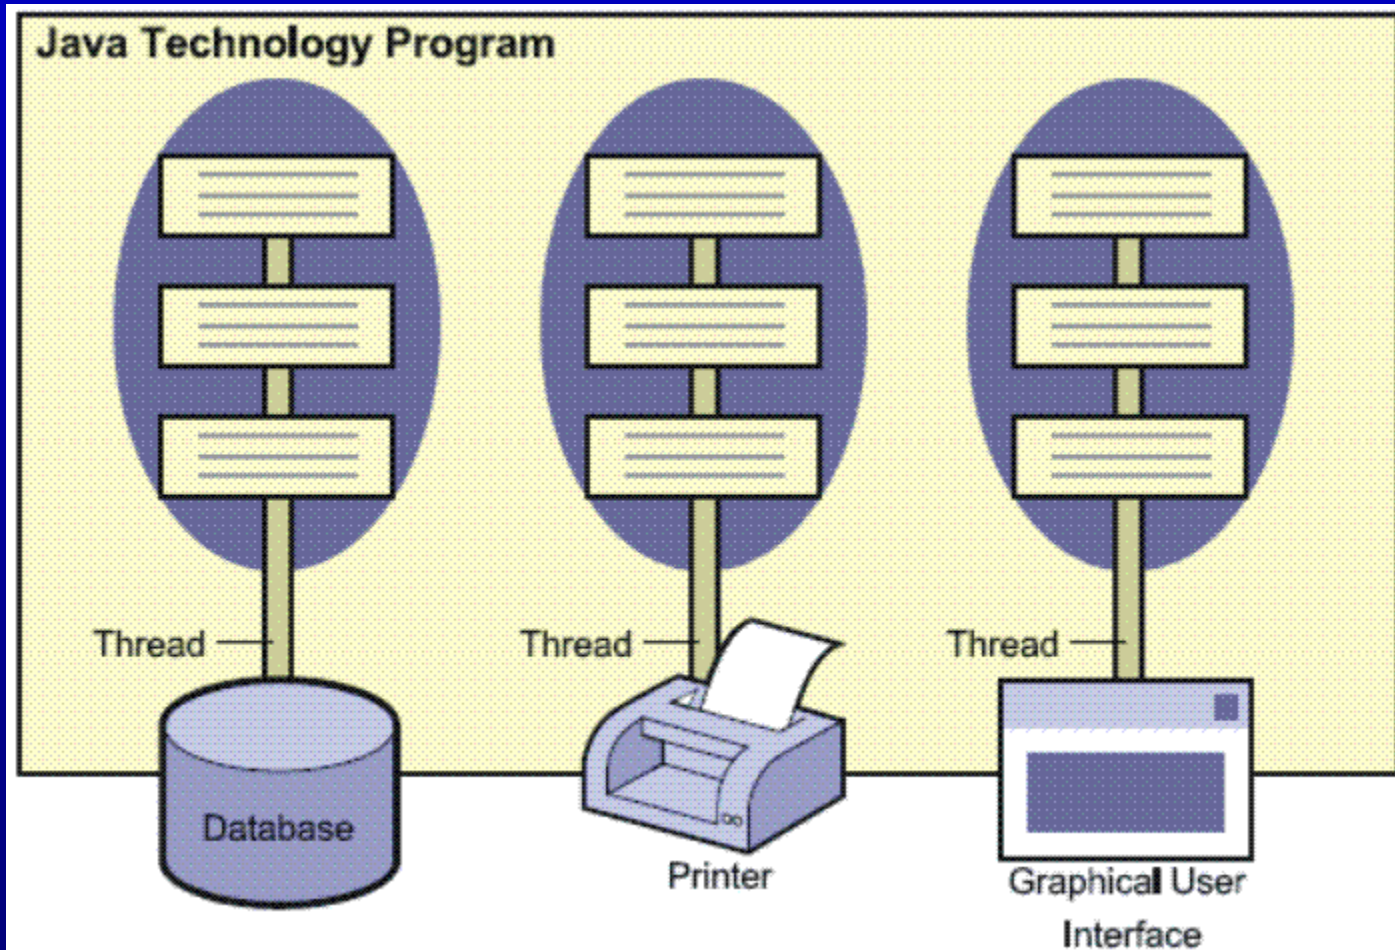 Java Technology Program
Thread
Thread
Thread
Database
Printer
Graphical User
Interface